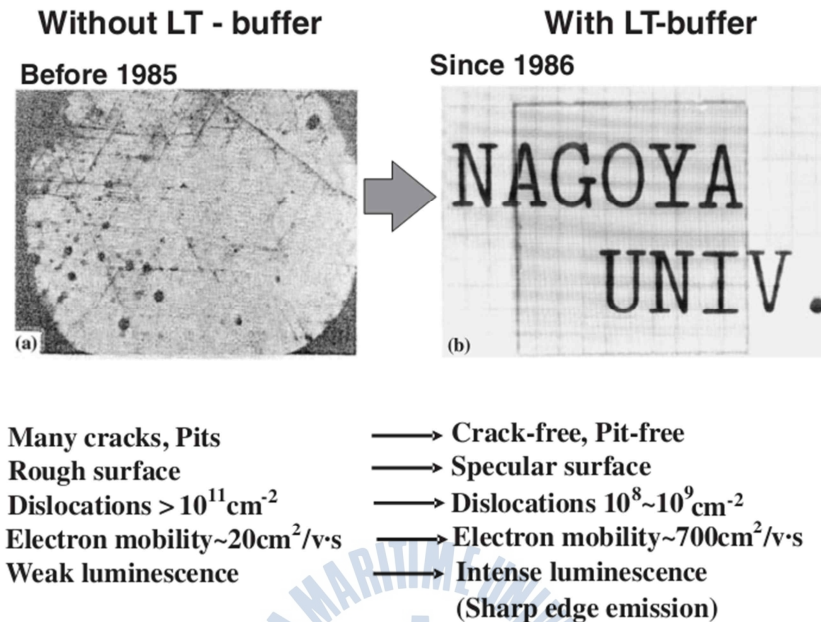 Without LT - buffer
With LT-buffer
Before 1985
Since 1986
NAGOYA
UNIV.
(a)
(b)
Many cracks, Pits
Crack-free, Pit-free
Rough surface
Specular surface
Dislocations > 10¹¹cm⁻²
Dislocations 10⁸~10⁹cm⁻²
Electron mobility~20cm²/v·s
Electron mobility~700cm²/v·s
Weak luminescence
Intense luminescence
(Sharp edge emission)